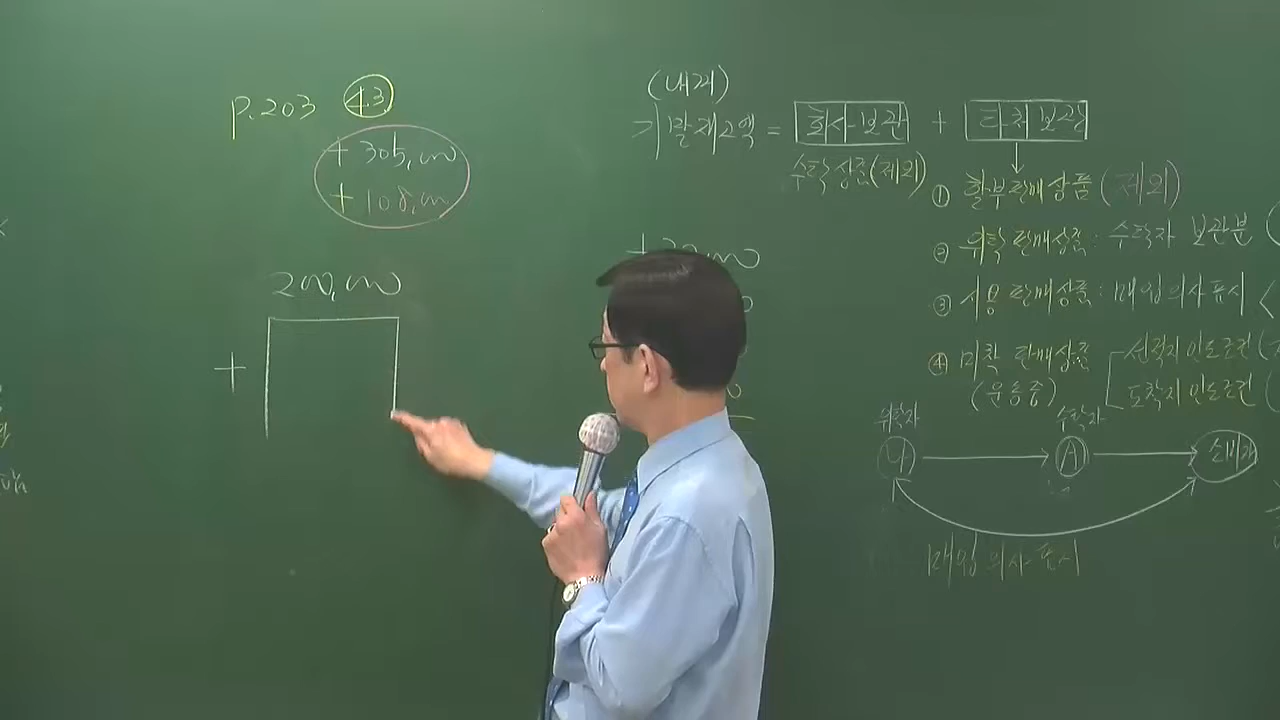 P.203 4.3
+ 305,000
+ 108,000
200,000
+
(내꺼)
기말재고액 = 회사보관 + 타처보관
수탁상품(제외)
① 할부판매상품(제외)
② 위탁판매상품: 수탁자 보관분
③ 시용판매상품: 매입의사표시
④ 미착판매상품 선적지인도조건
(운송중) 도착지인도조건
위탁자 수탁자
나 A 소비자
매입의사표시